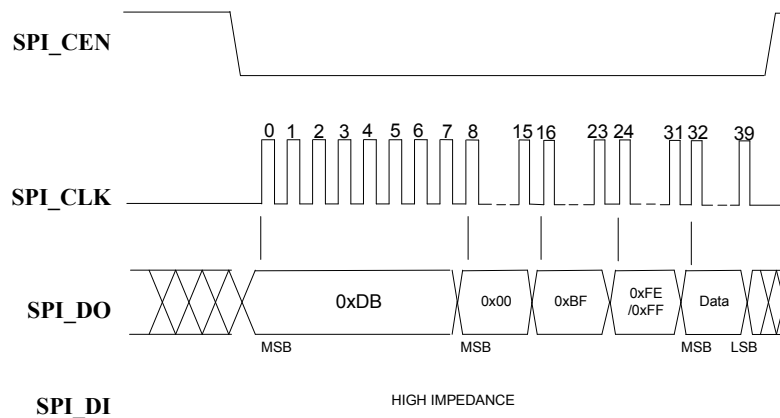 SPI_CEN
0 1 2 3 4 5 6 7 8 15 16 23 24 31 32 39
SPI_CLK
SPI_DO
0xDB 0x00 0xBF 0xFE /0xFF Data
MSB MSB MSB LSB
SPI_DI
HIGH IMPEDANCE